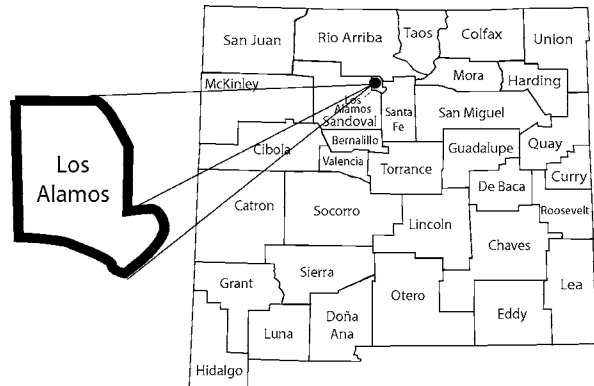 San Juan
Rio Arriba
Taos
Colfax
Union
McKinley
Mora
Harding
Los
Alamos
Sandoval
Santa
Fe
San Miguel
Los
Alamos
Cibola
Bernalillo
Valencia
Torrance
Guadalupe
Quay
Curry
De Baca
Roosevelt
Catron
Socorro
Lincoln
Chaves
Lea
Grant
Sierra
Otero
Eddy
Luna
Doña
Ana
Hidalgo